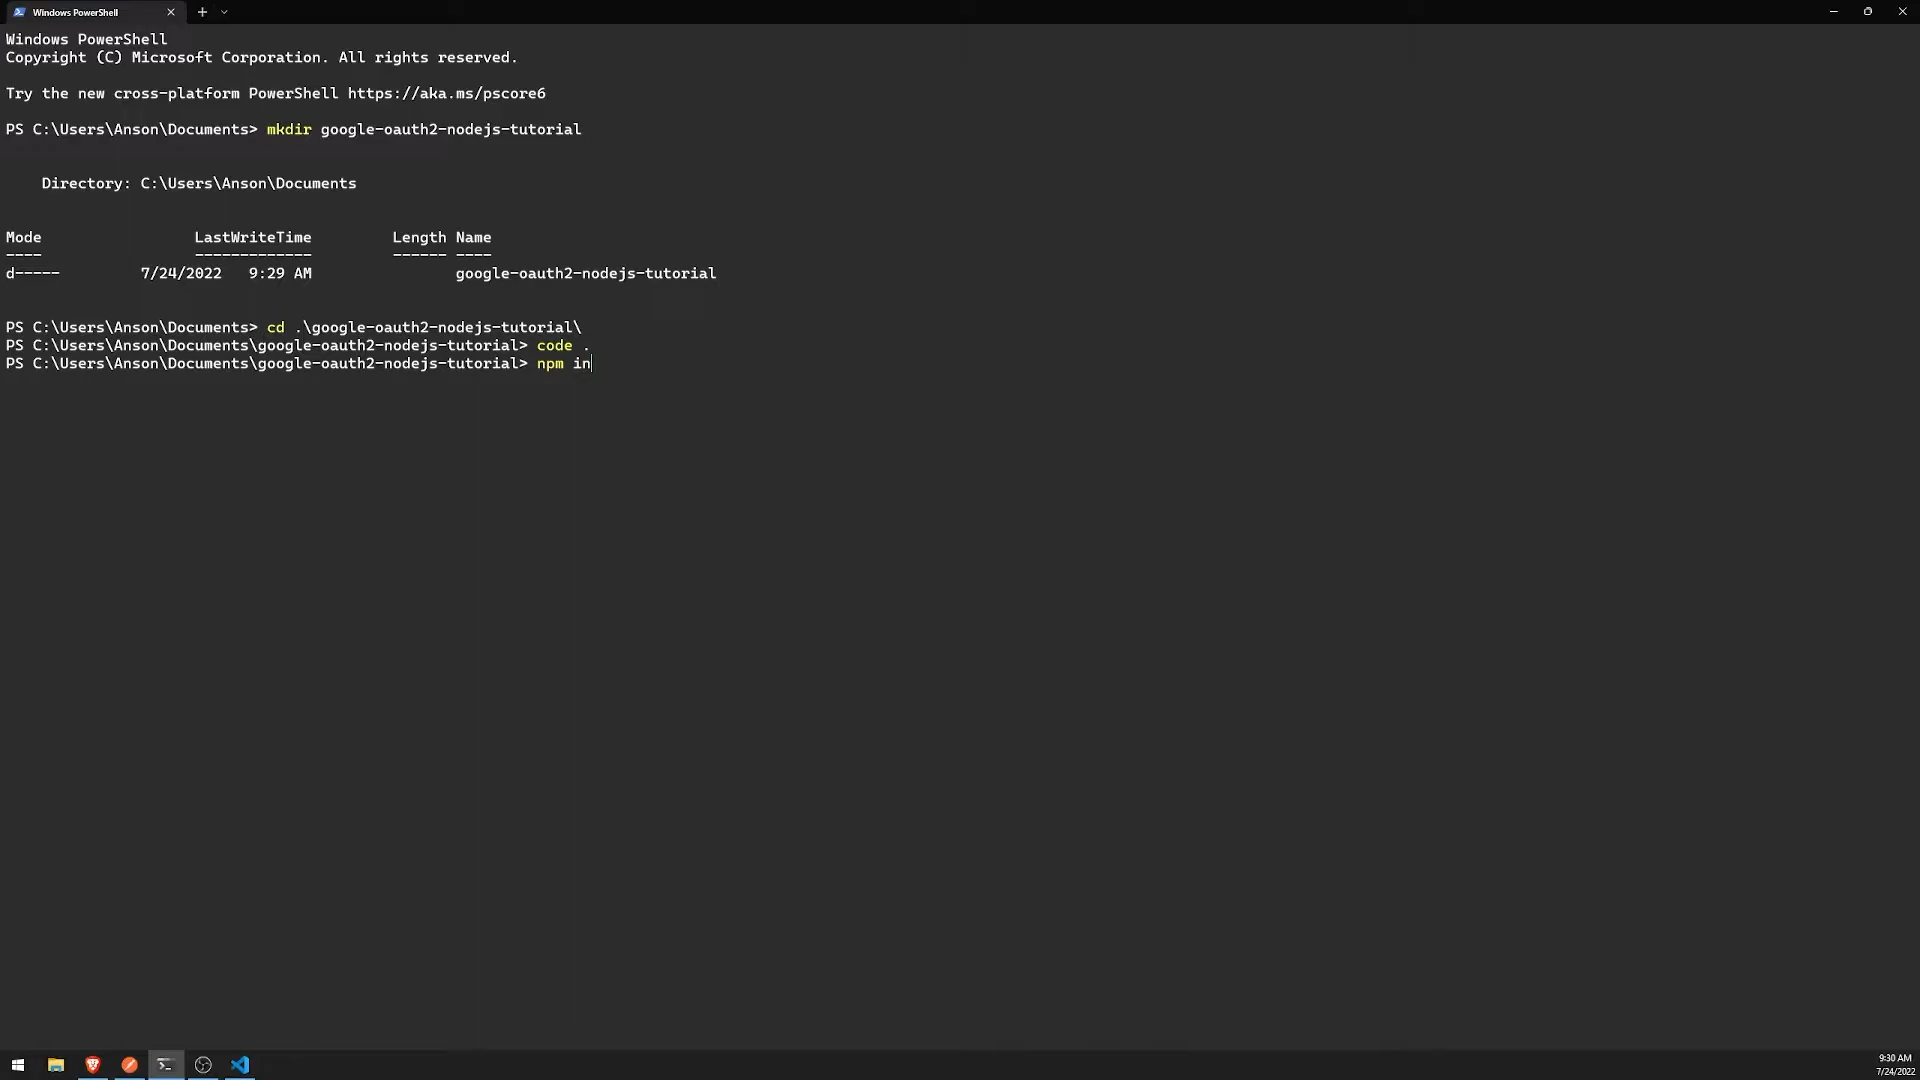 Windows PowerShell
Windows PowerShell
Copyright (C) Microsoft Corporation. All rights reserved.
Try the new cross-platform PowerShell https://aka.ms/pscore6
PS C:\Users\Anson\Documents> mkdir google-oauth2-nodejs-tutorial
Directory: C:\Users\Anson\Documents
Mode LastWriteTime Length Name
---- ------------- ------ ----
d----- 7/24/2022 9:29 AM google-oauth2-nodejs-tutorial
PS C:\Users\Anson\Documents> cd .\google-oauth2-nodejs-tutorial\
PS C:\Users\Anson\Documents\google-oauth2-nodejs-tutorial> code .
PS C:\Users\Anson\Documents\google-oauth2-nodejs-tutorial> npm in
9:30 AM
7/24/2022